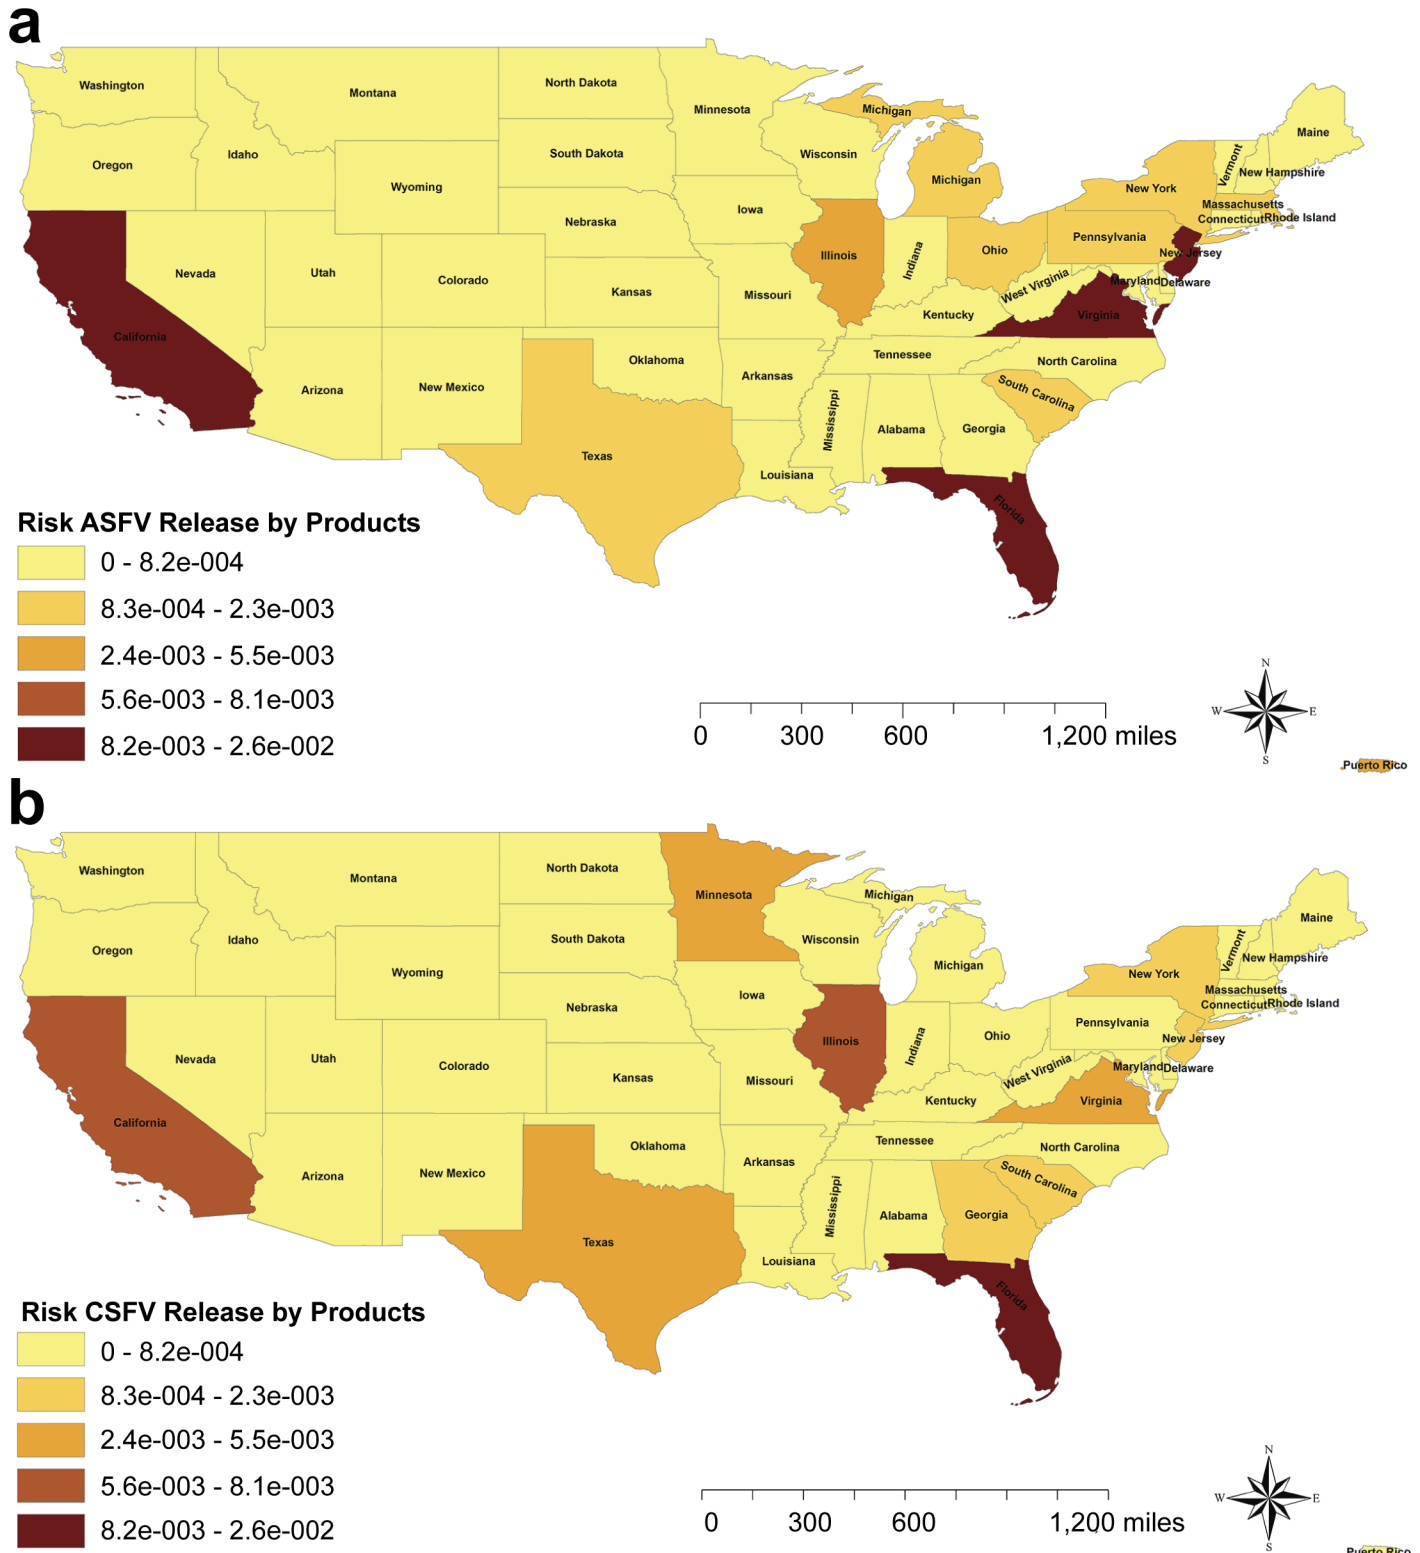 a
Washington
Montana
North Dakota
Minnesota
Michigan
Maine
Oregon
Idaho
South Dakota
Wisconsin
Vermont
New Hampshire
Wyoming
Michigan
New York
Massachusetts
Iowa
Connecticut
Rhode Island
Nebraska
Pennsylvania
Nevada
Utah
Colorado
Illinois
Indiana
Ohio
New Jersey
Kansas
Missouri
West Virginia
Maryland
Delaware
California
Kentucky
Virginia
Oklahoma
Tennessee
North Carolina
Arizona
New Mexico
Arkansas
South Carolina
Mississippi
Alabama
Georgia
Texas
Louisiana
Florida
Risk ASFV Release by Products
0 - 8.2e-004
8.3e-004 - 2.3e-003
2.4e-003 - 5.5e-003
5.6e-003 - 8.1e-003
8.2e-003 - 2.6e-002
0 300 600 1,200 miles
N
W E
S
Puerto Rico
b
Washington
Montana
North Dakota
Minnesota
Michigan
Maine
Oregon
Idaho
South Dakota
Wisconsin
Vermont
New Hampshire
Wyoming
Michigan
New York
Massachusetts
Iowa
Connecticut
Rhode Island
Nebraska
Pennsylvania
Nevada
Utah
Colorado
Illinois
Indiana
Ohio
New Jersey
Kansas
Missouri
West Virginia
Maryland
Delaware
California
Kentucky
Virginia
Oklahoma
Tennessee
North Carolina
Arizona
New Mexico
Arkansas
South Carolina
Mississippi
Alabama
Georgia
Texas
Louisiana
Florida
Risk CSFV Release by Products
0 - 8.2e-004
8.3e-004 - 2.3e-003
2.4e-003 - 5.5e-003
5.6e-003 - 8.1e-003
8.2e-003 - 2.6e-002
0 300 600 1,200 miles
N
W E
S
Puerto Rico